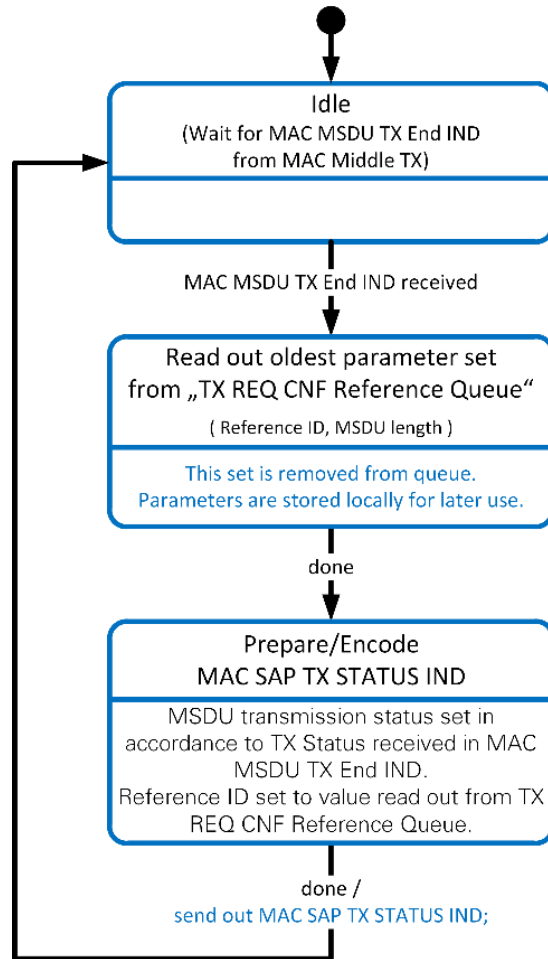 Idle
(Wait for MAC MSDU TX End IND
from MAC Middle TX)
MAC MSDU TX End IND received
Read out oldest parameter set
from „TX REQ CNF Reference Queue“
( Reference ID, MSDU length )
This set is removed from queue.
Parameters are stored locally for later use.
done
Prepare/Encode
MAC SAP TX STATUS IND
MSDU transmission status set in
accordance to TX Status received in MAC
MSDU TX End IND.
Reference ID set to value read out from TX
REQ CNF Reference Queue.
done /
send out MAC SAP TX STATUS IND;